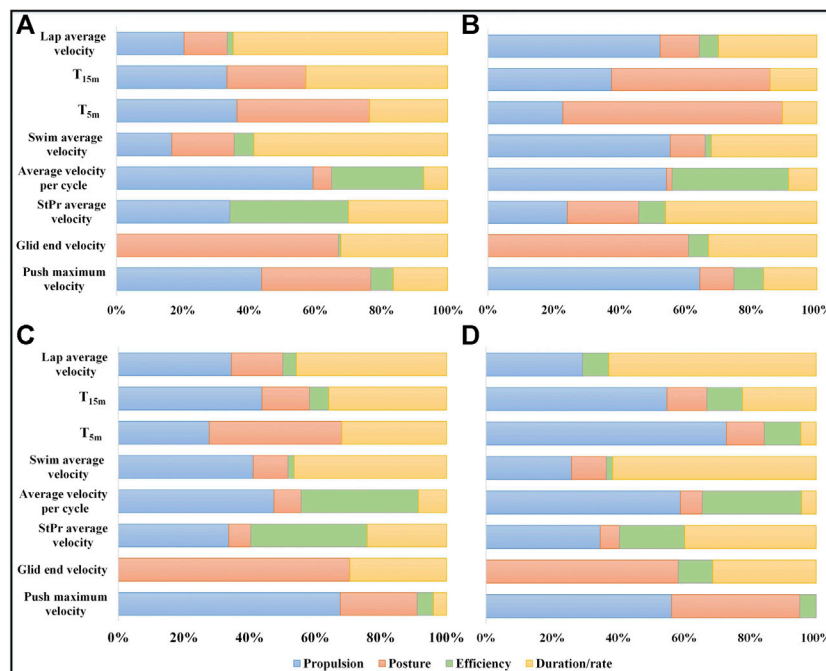 A
B
Lap average
velocity
T15m
T5m
Swim average
velocity
Average velocity
per cycle
StPr average
velocity
Glid end velocity
Push maximum
velocity
0% 20% 40% 60% 80% 100%
0% 20% 40% 60% 80% 100%
C
D
Lap average
velocity
T15m
T5m
Swim average
velocity
Average velocity
per cycle
StPr average
velocity
Glid end velocity
Push maximum
velocity
0% 20% 40% 60% 80% 100%
0% 20% 40% 60% 80% 100%
Propulsion Posture Efficiency Duration/rate